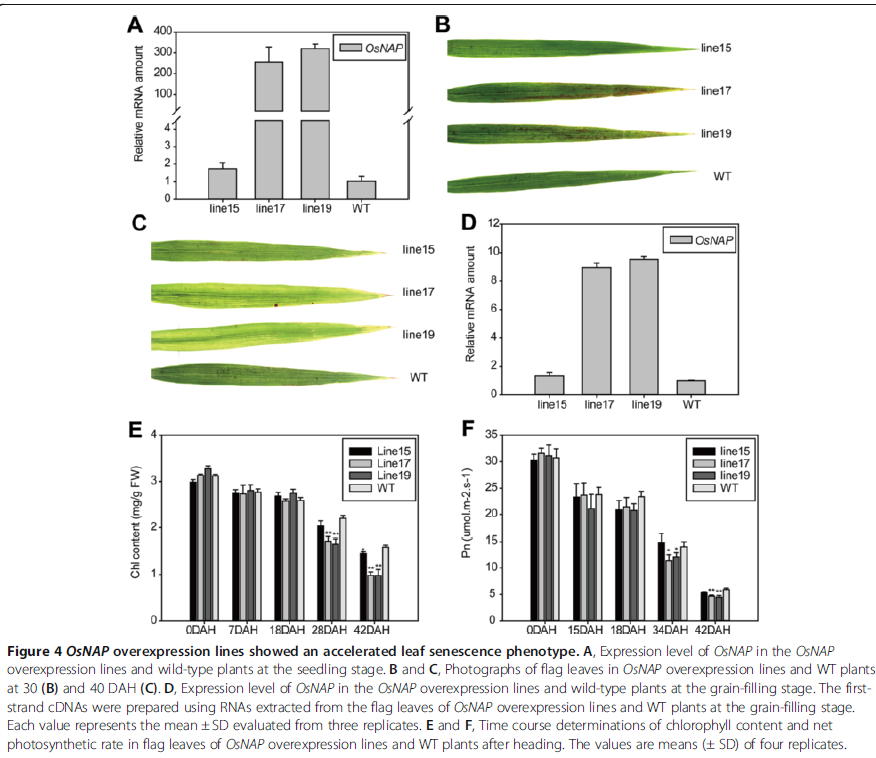 A
OsNAP
Relative mRNA amount
400
300
200
100
4
3
2
1
0
line15 line17 line19 WT
B
line15
line17
line19
WT
C
line15
line17
line19
WT
D
OsNAP
Relative mRNA amount
12
10
8
6
4
2
0
line15 line17 line19 WT
E
Chl content (mg/g FW)
4
3
2
1
0
Line15
Line17
Line19
WT
** **
* ** **
0DAH 7DAH 18DAH 28DAH 42DAH
F
Pn (umol.m-2.s-1)
35
30
25
20
15
10
5
0
line15
line17
Line19
WT
* *
** **
0DAH 15DAH 18DAH 34DAH 42DAH
Figure 4 OsNAP overexpression lines showed an accelerated leaf senescence phenotype. A, Expression level of OsNAP in the OsNAP
overexpression lines and wild-type plants at the seedling stage. B and C, Photographs of flag leaves in OsNAP overexpression lines and WT plants
at 30 (B) and 40 DAH (C). D, Expression level of OsNAP in the OsNAP overexpression lines and wild-type plants at the grain-filling stage. The first-
strand cDNAs were prepared using RNAs extracted from the flag leaves of OsNAP overexpression lines and WT plants at the grain-filling stage.
Each value represents the mean ± SD evaluated from three replicates. E and F, Time course determinations of chlorophyll content and net
photosynthetic rate in flag leaves of OsNAP overexpression lines and WT plants after heading. The values are means (± SD) of four replicates.